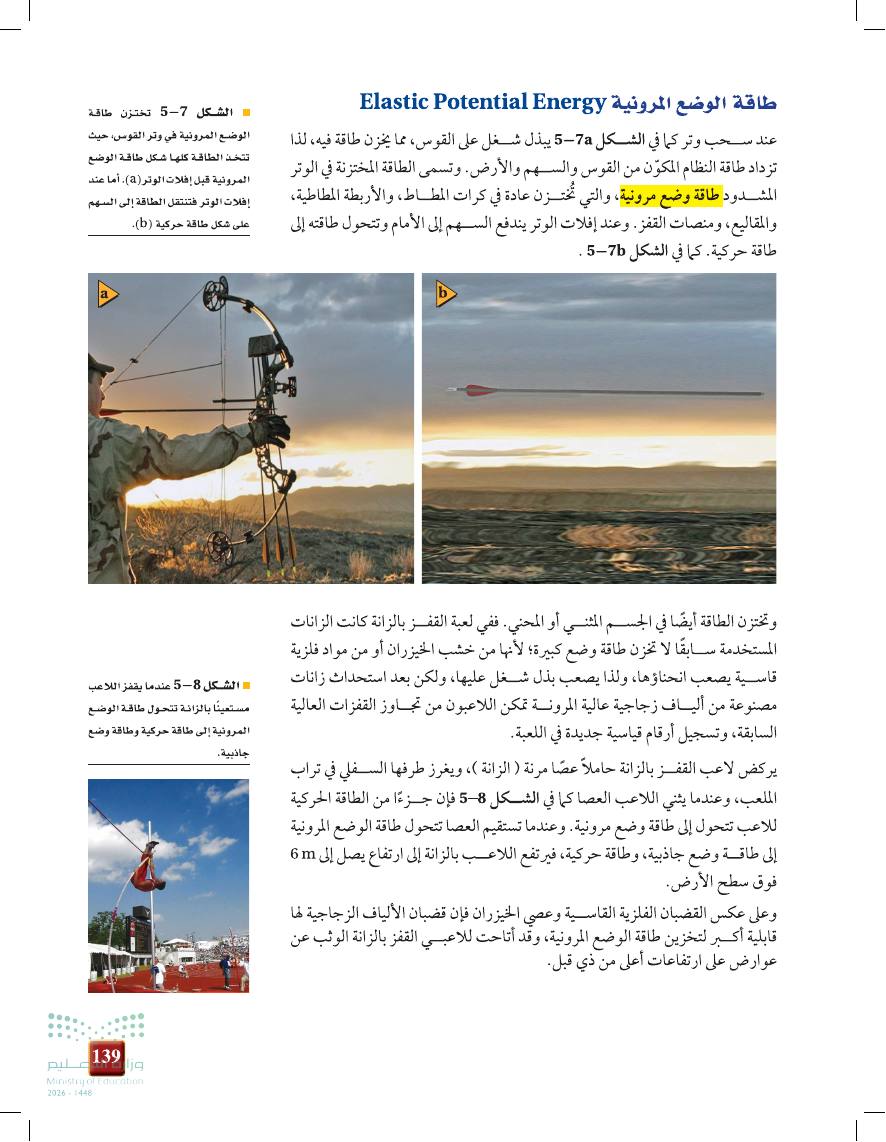 طاقة الوضع المرونية Elastic Potential Energy
عند سحب وتر كما في الشكل 7a-5 يبذل شغل على القوس، مما يخزن طاقة فيه، لذا
تزداد طاقة النظام المكوّن من القوس والسهم والأرض. وتسمى الطاقة المختزنة في الوتر
المشدود طاقة وضع مرونية، والتي تُختزن عادة في كرات المطاط، والأربطة المطاطية،
والمقاليع، ومنصات القفز. وعند إفلات الوتر يندفع السهم إلى الأمام وتتحول طاقته إلى
طاقة حركية. كما في الشكل 7b-5 .
الشكل 7-5 تختزن طاقة
الوضع المرونية في وتر القوس، حيث
تتخذ الطاقة كلها شكل طاقة الوضع
المرونية قبل إفلات الوتر(a). أما عند
إفلات الوتر فتنتقل الطاقة إلى السهم
على شكل طاقة حركية (b).
a
b
وتختزن الطاقة أيضًا في الجسم المثني أو المحني. ففي لعبة القفز بالزانة كانت الزانات
المستخدمة سابقًا لا تخزن طاقة وضع كبيرة؛ لأنها من خشب الخيزران أو من مواد فلزية
قاسية يصعب انحناؤها، ولذا يصعب بذل شغل عليها، ولكن بعد استحداث زانات
مصنوعة من ألياف زجاجية عالية المرونة تمكن اللاعبون من تجاوز القفزات العالية
السابقة، وتسجيل أرقام قياسية جديدة في اللعبة.
يركض لاعب القفز بالزانة حاملاً عصًا مرنة ( الزانة )، ويغرز طرفها السفلي في تراب
الملعب، وعندما يثني اللاعب العصا كما في الشكل 8-5 فإن جزءًا من الطاقة الحركية
للاعب تتحول إلى طاقة وضع مرونية. وعندما تستقيم العصا تتحول طاقة الوضع المرونية
إلى طاقة وضع جاذبية، وطاقة حركية، فيرتفع اللاعب بالزانة إلى ارتفاع يصل إلى 6 m
فوق سطح الأرض.
وعلى عكس القضبان الفلزية القاسية وعصي الخيزران فإن قضبان الألياف الزجاجية لها
قابلية أكبر لتخزين طاقة الوضع المرونية، وقد أتاحت للاعبي القفز بالزانة الوثب عن
عوارض على ارتفاعات أعلى من ذي قبل.
الشكل 8-5 عندما يقفز اللاعب
مستعينًا بالزانة تتحول طاقة الوضع
المرونية إلى طاقة حركية وطاقة وضع
جاذبية.
139
وزارة التعليم
Ministry of Education
2026 - 1448